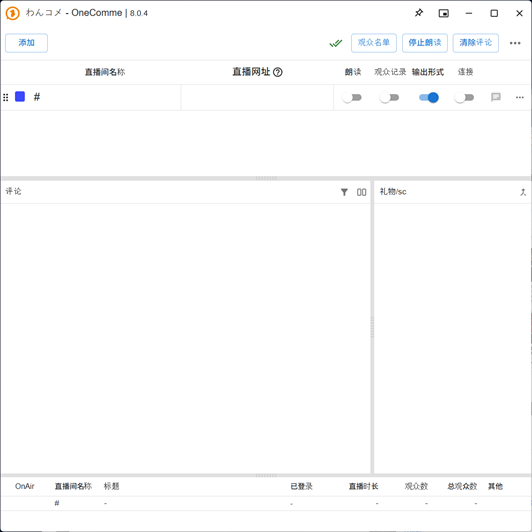 わんコメ - OneComme | 8.0.4
添加
观众名单
停止朗读
清除评论
直播间名称
直播网址
朗读
观众记录
输出形式
连接
#
评论
礼物/sc
OnAir
直播间名称
标题
已登录
直播时长
观众数
总观众数
其他
#
-
-
-
-
-